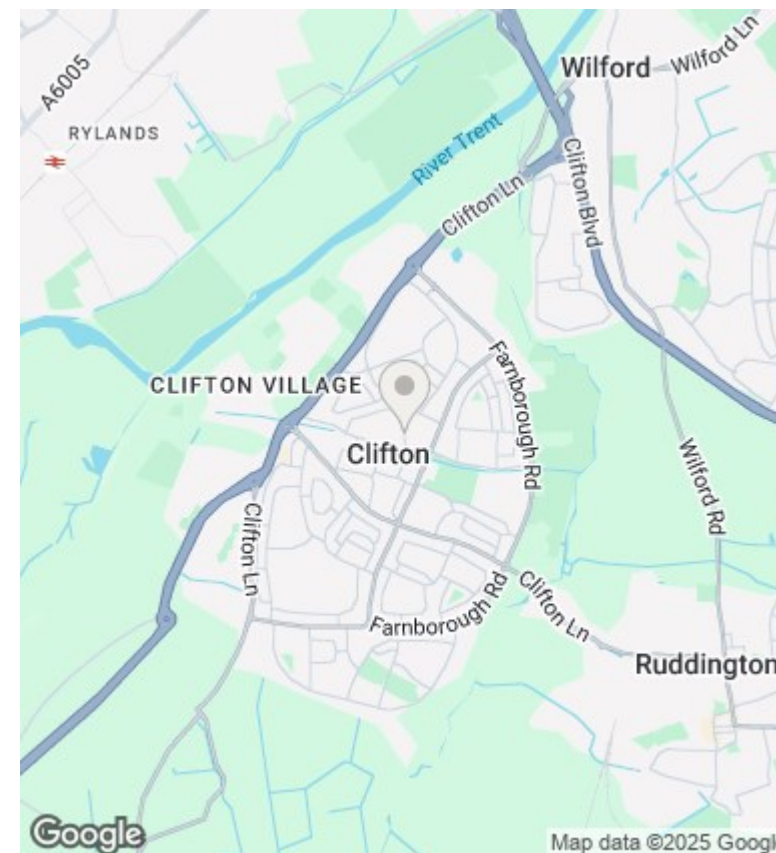 Wilford
Wilford Ln
A6005
RYLANDS
River Trent
Clifton Blvd
Clifton Ln
Farnborough Rd
CLIFTON VILLAGE
Clifton
Wilford Rd
Clifton Ln
Clifton Ln
Farnborough Rd
Ruddington
Google
Map data ©2025 Googl